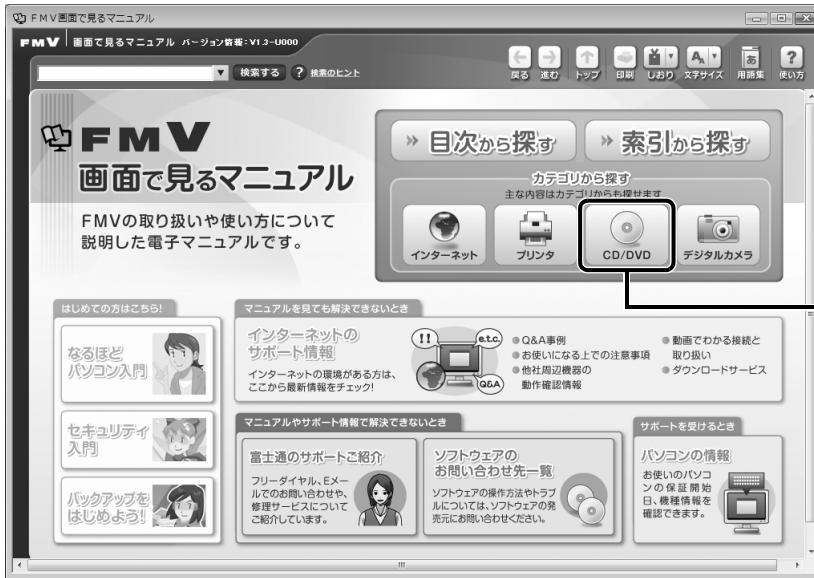 FMV画面で見るマニュアル
FMV 画面で見るマニュアル バージョン情報:V1.3-U000
検索する ? 検索のヒント
戻る 進む トップ 印刷 しおり 文字サイズ 用語集 使い方
FMV
画面で見るマニュアル
FMVの取り扱いや使い方について
説明した電子マニュアルです。
目次から探す
索引から探す
カテゴリから探す
主な内容はカテゴリからも探せます
インターネット
プリンタ
CD/DVD
デジタルカメラ
はじめての方はこちら!
なるほど
パソコン入門
セキュリティ
入門
バックアップを
はじめよう!
マニュアルを見ても解決できないとき
インターネットの
サポート情報
インターネットの環境がある方は、
ここから最新情報をチェック!
!!
e.t.c.
Q&A
Q&A事例
お使いになる上での注意事項
他社周辺機器の
動作確認情報
動画でわかる接続と
取り扱い
ダウンロードサービス
マニュアルやサポート情報で解決できないとき
富士通のサポートご紹介
フリーダイヤル、Eメー
ルでのお問い合わせや、
修理サービスについて
ご紹介しています。
ソフトウェアの
お問い合わせ先一覧
ソフトウェアの操作方法やトラブ
ルについては、ソフトウェアの発
売元にお問い合わせください。
サポートを受けるとき
パソコンの情報
お使いのパソコ
ンの保証開始
日、機種情報を
確認できます。